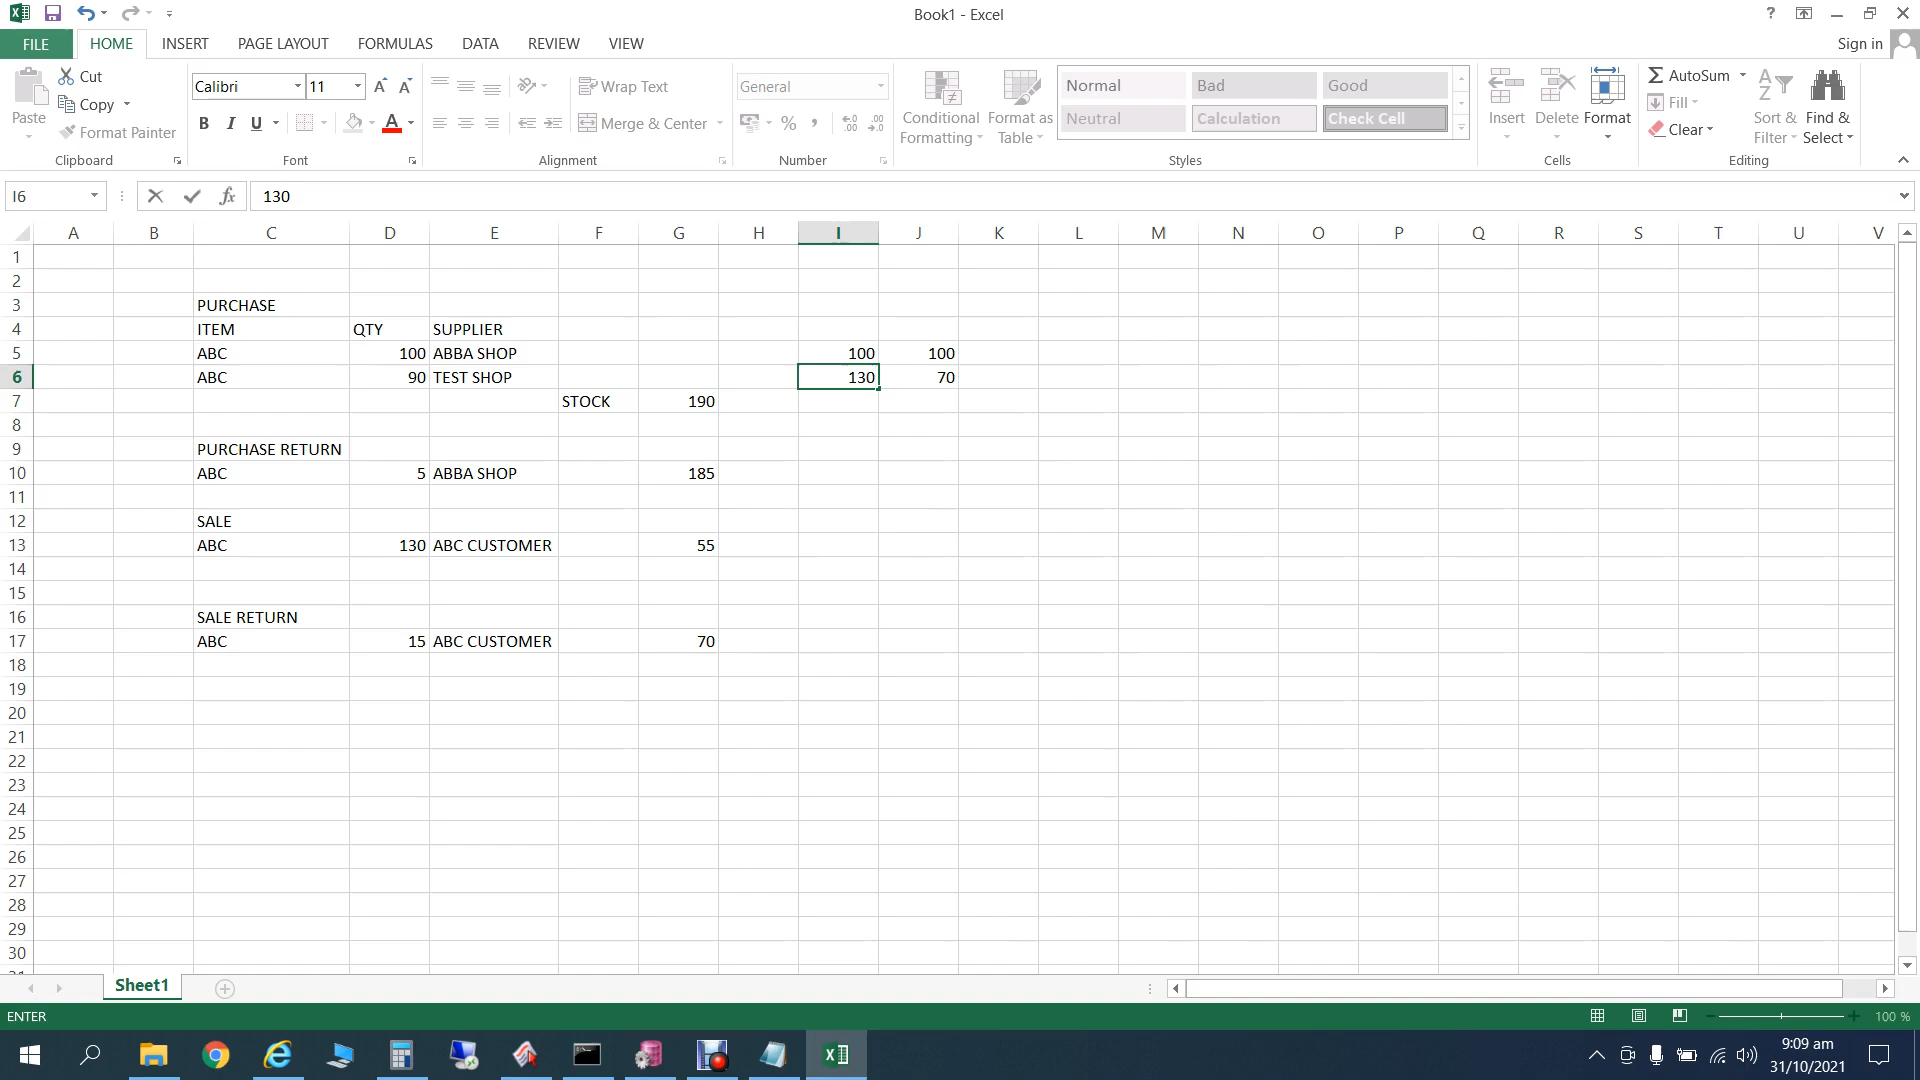 Book1 - Excel
?
FILE HOME INSERT PAGE LAYOUT FORMULAS DATA REVIEW VIEW
Sign in
Paste
Cut
Copy
Format Painter
Clipboard
Calibri 11 A A
B I U A
Font
Wrap Text
Merge & Center
Alignment
General
% , .00 .0
Number
Conditional Formatting
Format as Table
Normal Bad Good
Neutral Calculation Check Cell
Styles
Insert Delete Format
Cells
AutoSum
Fill
Clear
Sort & Filter
Find & Select
Editing
I6 fx 130
A B C D E F G H I J K L M N O P Q R S T U V
1
2
3 PURCHASE
4 ITEM QTY SUPPLIER
5 ABC 100 ABBA SHOP 100 100
6 ABC 90 TEST SHOP 130 70
7 STOCK 190
8
9 PURCHASE RETURN
10 ABC 5 ABBA SHOP 185
11
12 SALE
13 ABC 130 ABC CUSTOMER 55
14
15
16 SALE RETURN
17 ABC 15 ABC CUSTOMER 70
18
19
20
21
22
23
24
25
26
27
28
29
30
Sheet1
ENTER
100 %
9:09 am
31/10/2021